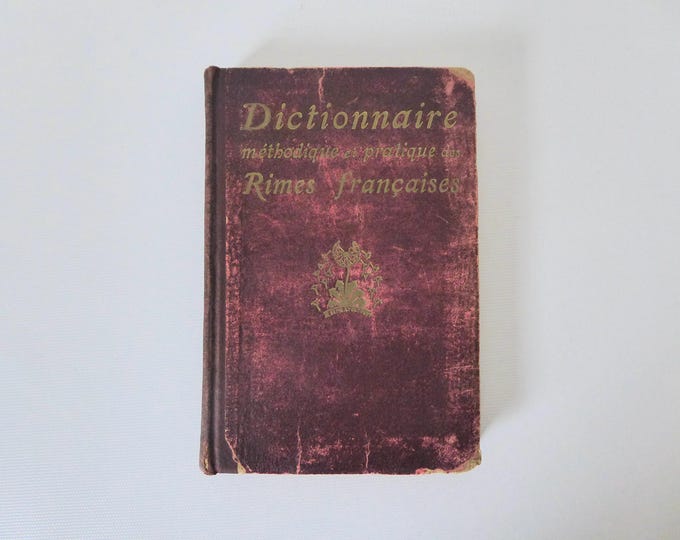 Dictionnaire
méthodique et pratique des
Rimes françaises